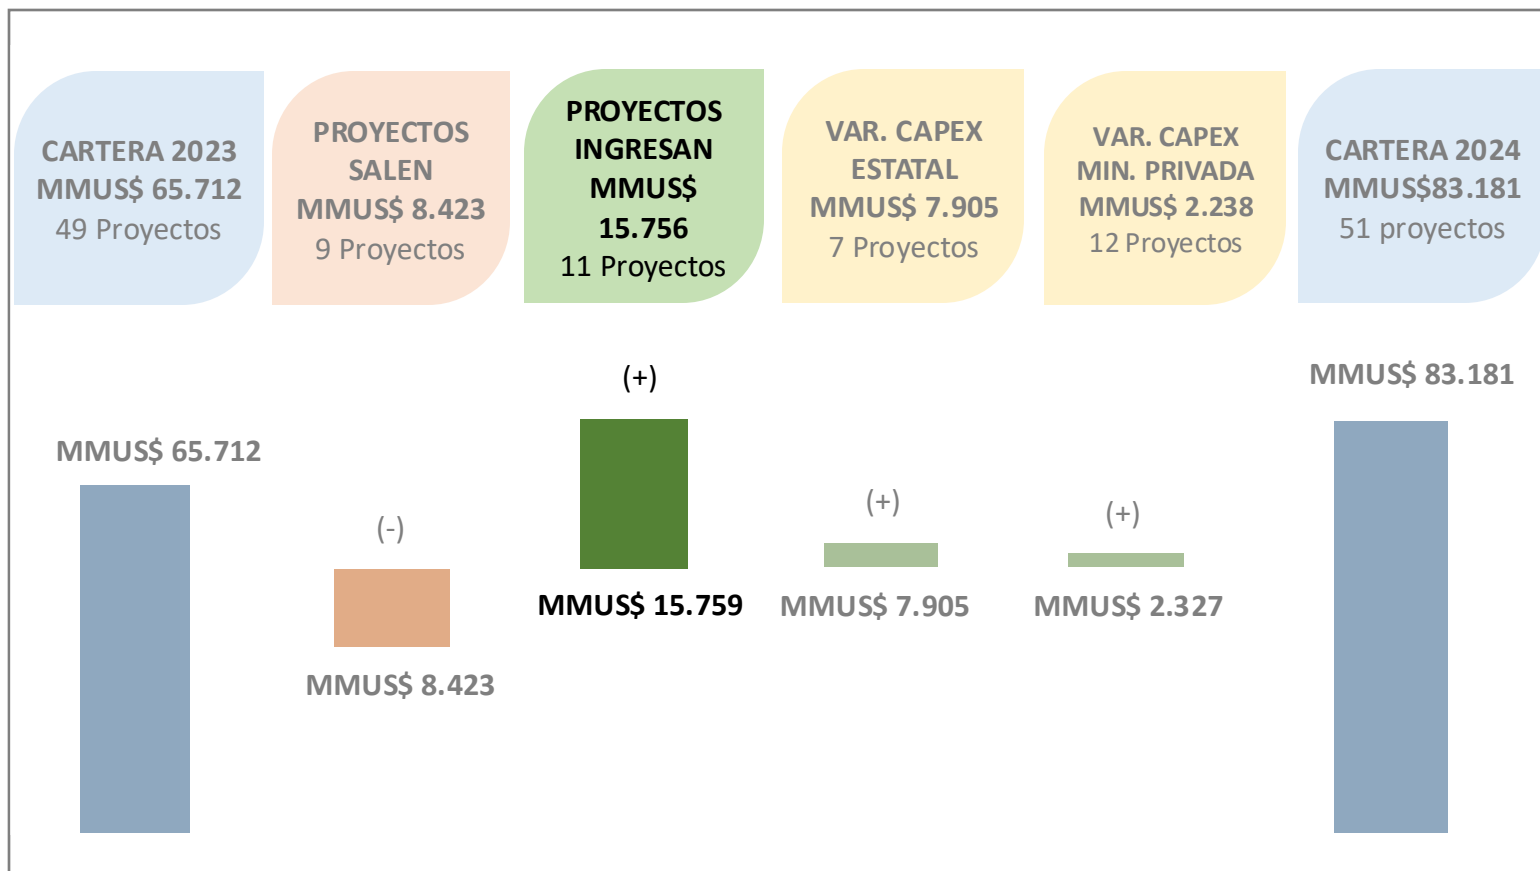 CARTERA 2023
MMUS$ 65.712
49 Proyectos
PROYECTOS
SALEN
MMUS$ 8.423
9 Proyectos
PROYECTOS
INGRESAN
MMUS$
15.756
11 Proyectos
VAR. CAPEX
ESTATAL
MMUS$ 7.905
7 Proyectos
VAR. CAPEX
MIN. PRIVADA
MMUS$ 2.238
12 Proyectos
CARTERA 2024
MMUS$83.181
51 proyectos
MMUS$ 65.712
(-)
MMUS$ 8.423
(+)
MMUS$ 15.759
(+)
MMUS$ 7.905
(+)
MMUS$ 2.327
MMUS$ 83.181